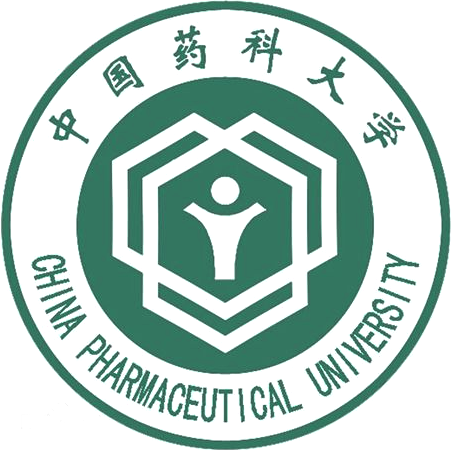 中国药科大学
CHINA PHARMACEUTICAL UNIVERSITY